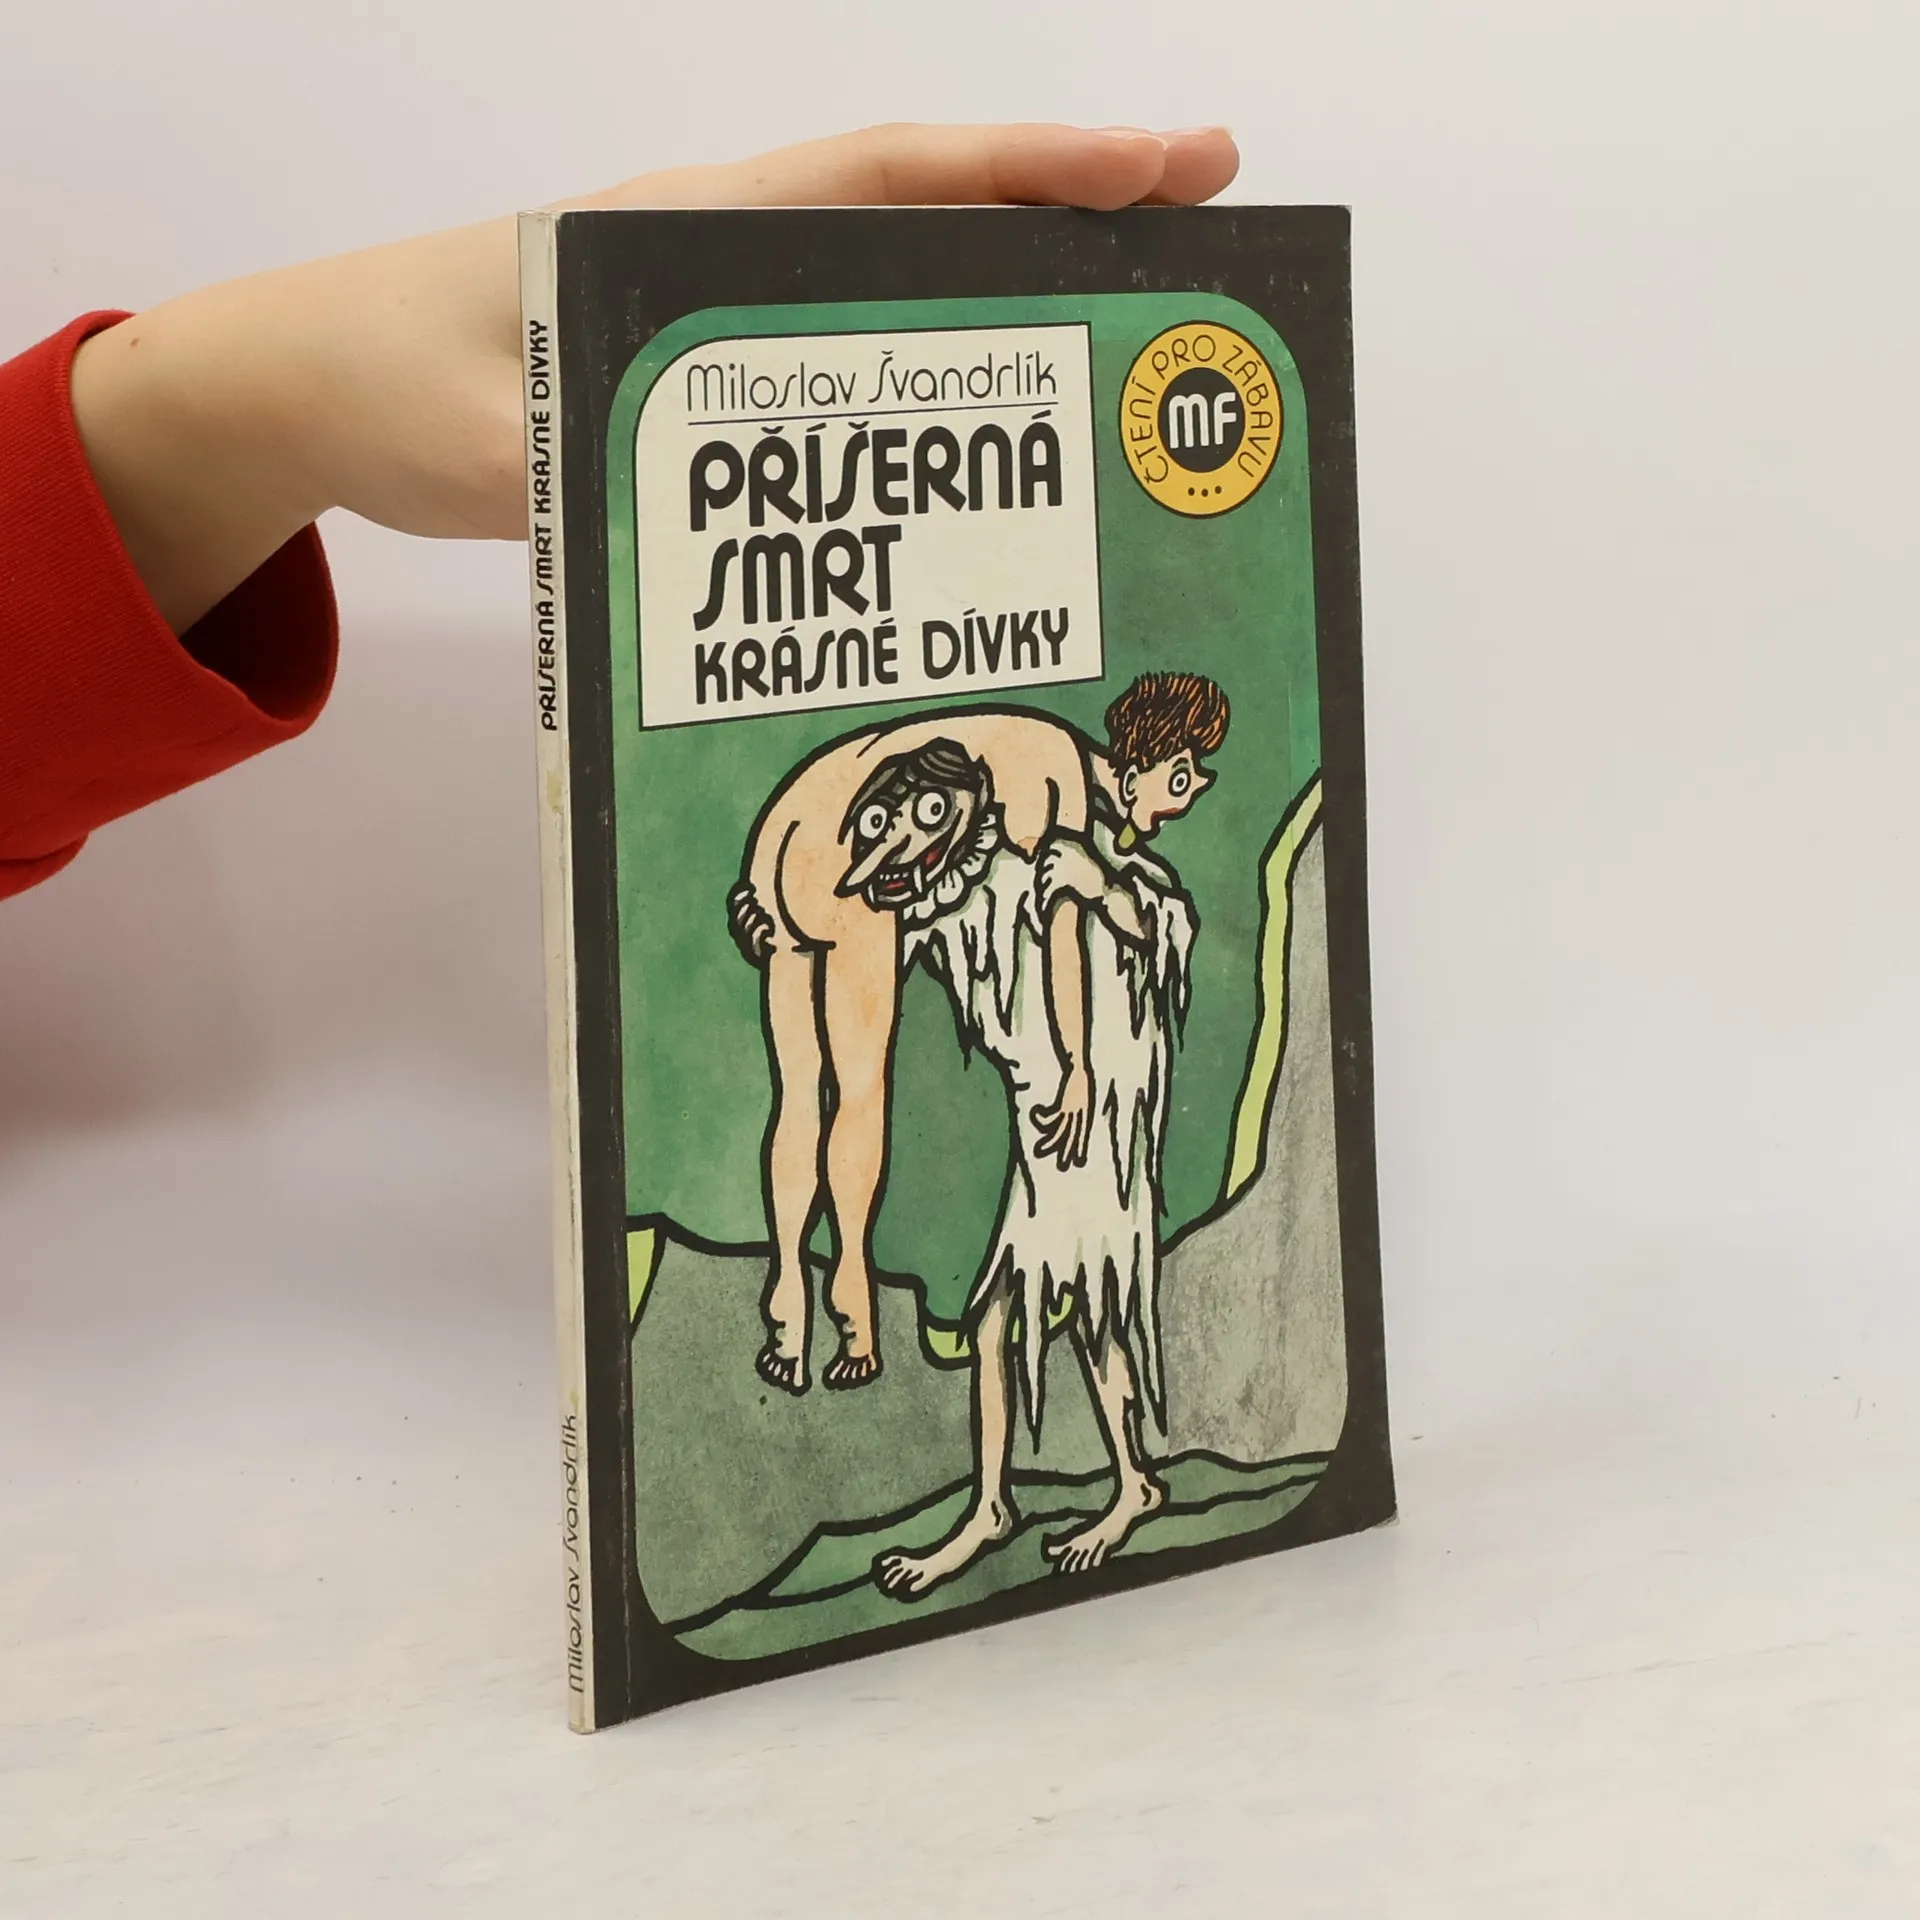 Miloslav Švandrlík
PŘÍŠERNÁ
SMRT
KRÁSNÉ DÍVKY
ČTENÍ PRO ZÁBAVU...
MF
PŘÍŠERNÁ SMRT KRÁSNÉ DÍVKY
Miloslav Švandrlík